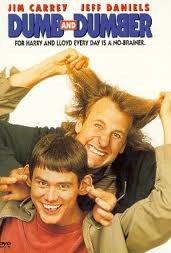 JIM CARREY JEFF DANIELS
DUMB AND DUMBER
FOR HARRY AND LLOYD EVERY DAY IS A NO-BRAINER.
DVD